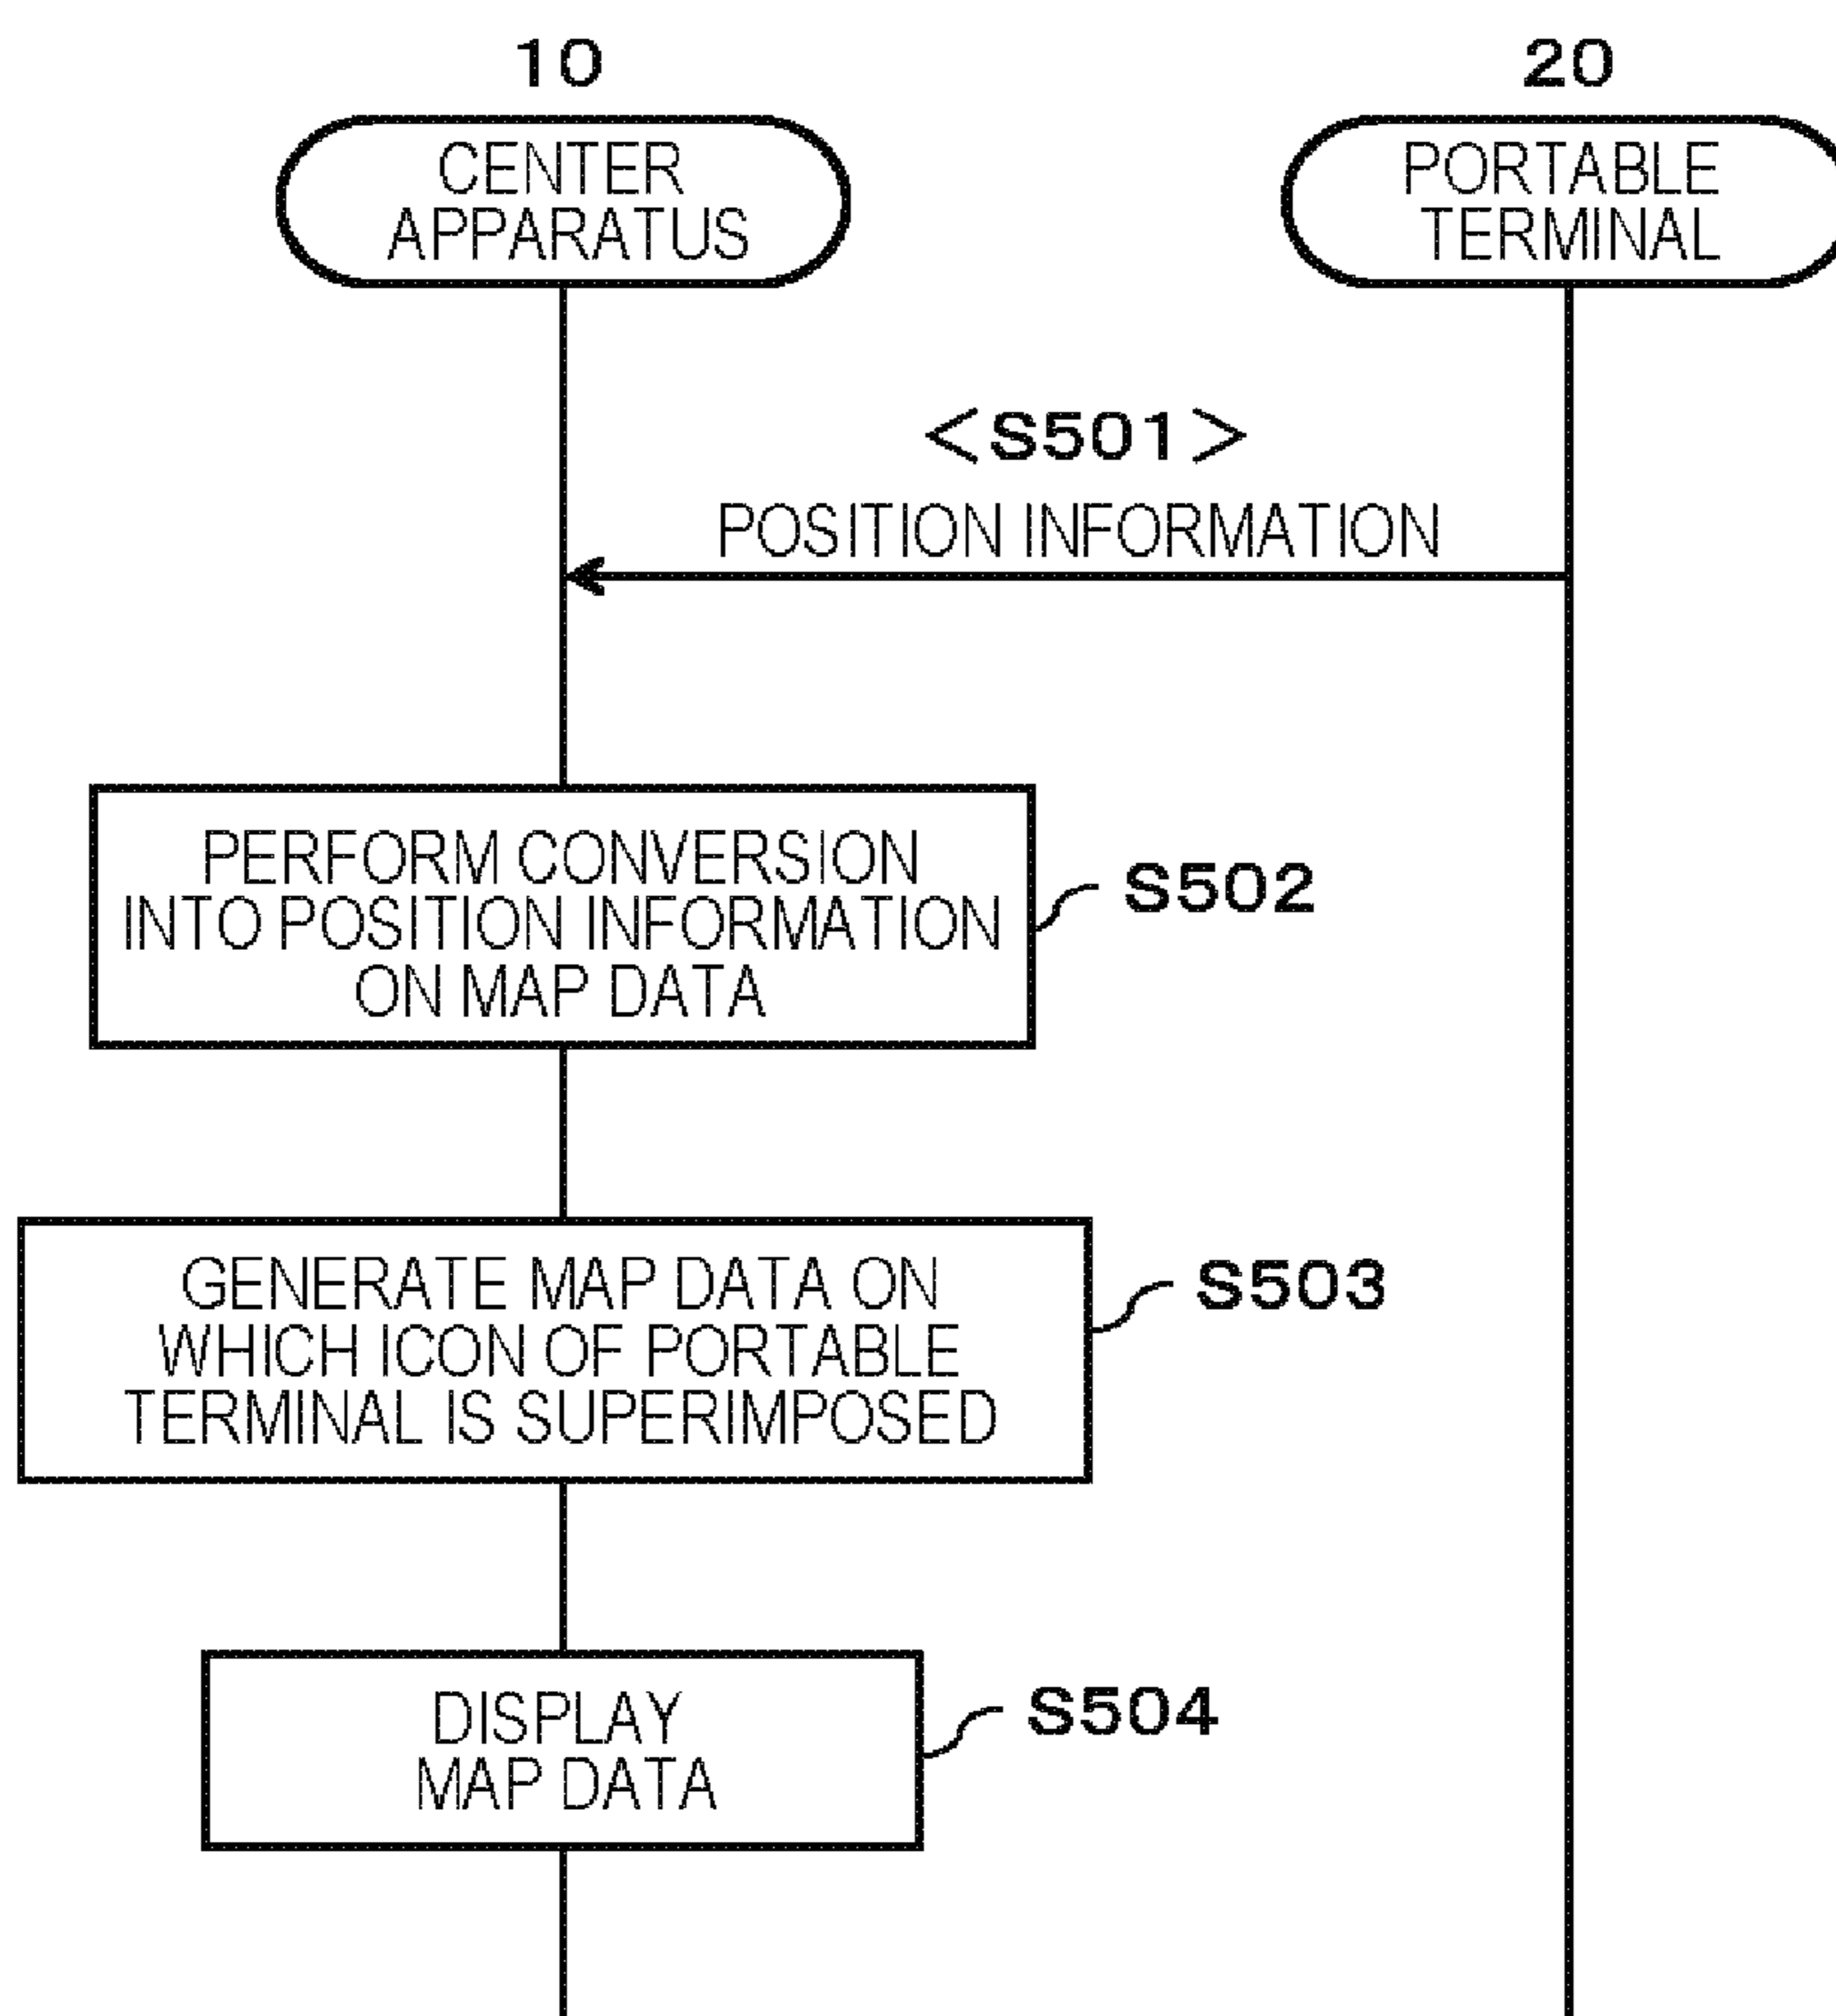 10
20
CENTER
APPARATUS
PORTABLE
TERMINAL
<S501>
POSITION INFORMATION
PERFORM CONVERSION
INTO POSITION INFORMATION
ON MAP DATA
S502
GENERATE MAP DATA ON
WHICH ICON OF PORTABLE
TERMINAL IS SUPERIMPOSED
S503
DISPLAY
MAP DATA
S504